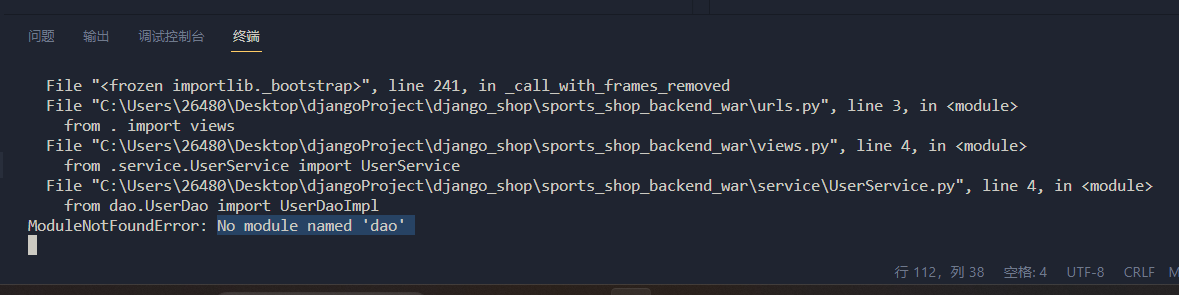 问题 输出 调试控制台 终端
File "<frozen importlib._bootstrap>", line 241, in _call_with_frames_removed
File "C:\Users\26480\Desktop\djangoProject\django_shop\sports_shop_backend_war\urls.py", line 3, in <module>
from . import views
File "C:\Users\26480\Desktop\djangoProject\django_shop\sports_shop_backend_war\views.py", line 4, in <module>
from .service.UserService import UserService
File "C:\Users\26480\Desktop\djangoProject\django_shop\sports_shop_backend_war\service\UserService.py", line 4, in <module>
from dao.UserDao import UserDaoImpl
ModuleNotFoundError: No module named 'dao'
行 112，列 38 空格: 4 UTF-8 CRLF M